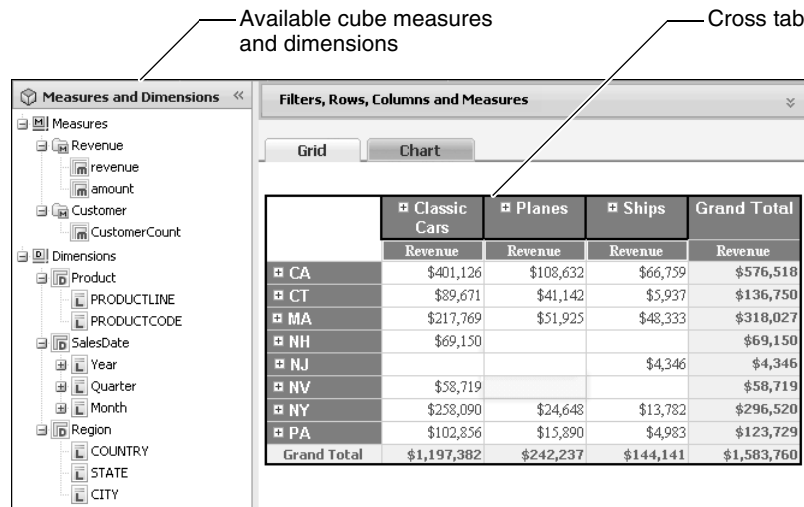 Available cube measures
and dimensions
Cross tab
Measures and Dimensions
Measures
Revenue
revenue
amount
Customer
CustomerCount
Dimensions
Product
PRODUCTLINE
PRODUCTCODE
SalesDate
Year
Quarter
Month
Region
COUNTRY
STATE
CITY
Filters, Rows, Columns and Measures
Grid Chart
Classic Cars Planes Ships Grand Total
Revenue Revenue Revenue Revenue
CA $401,126 $108,632 $66,759 $576,518
CT $89,671 $41,142 $5,937 $136,750
MA $217,769 $51,925 $48,333 $318,027
NH $69,150 $69,150
NJ $4,346 $4,346
NV $58,719 $58,719
NY $258,090 $24,648 $13,782 $296,520
PA $102,856 $15,890 $4,983 $123,729
Grand Total $1,197,382 $242,237 $144,141 $1,583,760